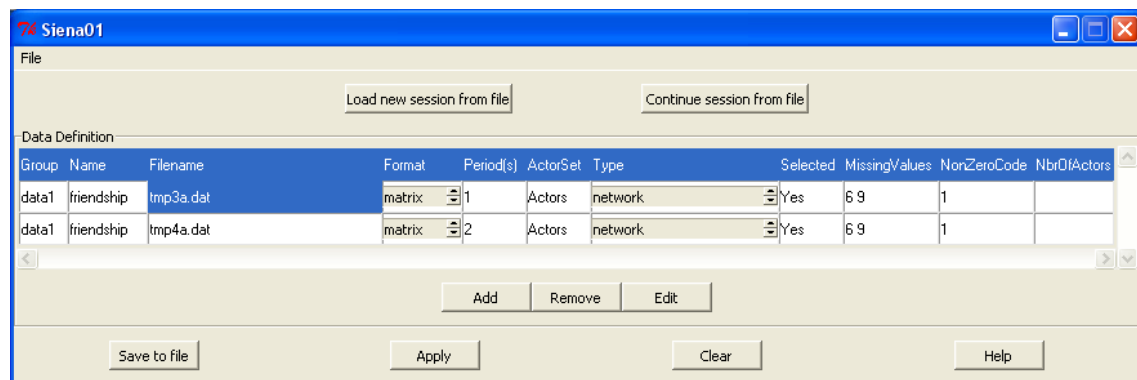 Siena01
File
Load new session from file Continue session from file
Data Definition
Group Name Filename Format Period(s) ActorSet Type Selected MissingValues NonZeroCode NbrOfActors
data1 friendship tmp3a.dat matrix 1 Actors network Yes 6 9 1
data1 friendship tmp4a.dat matrix 2 Actors network Yes 6 9 1
Add Remove Edit
Save to file Apply Clear Help